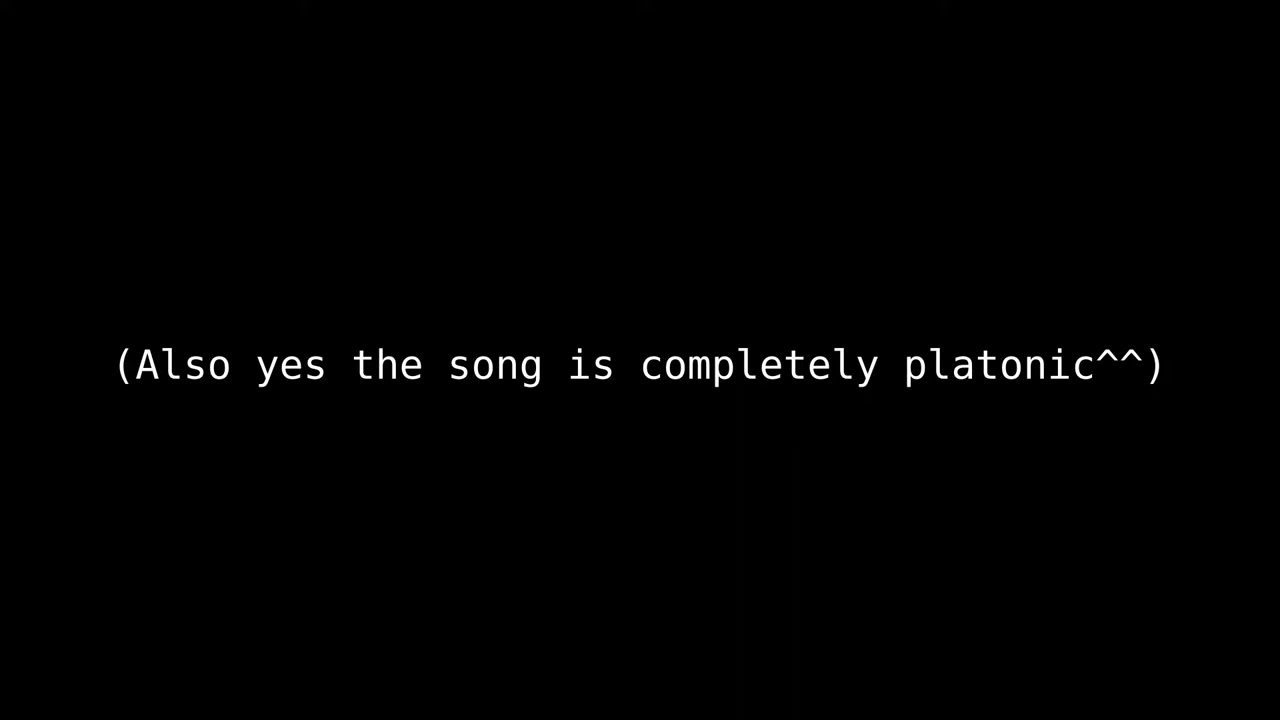 (Also yes the song is completely platonic^^)